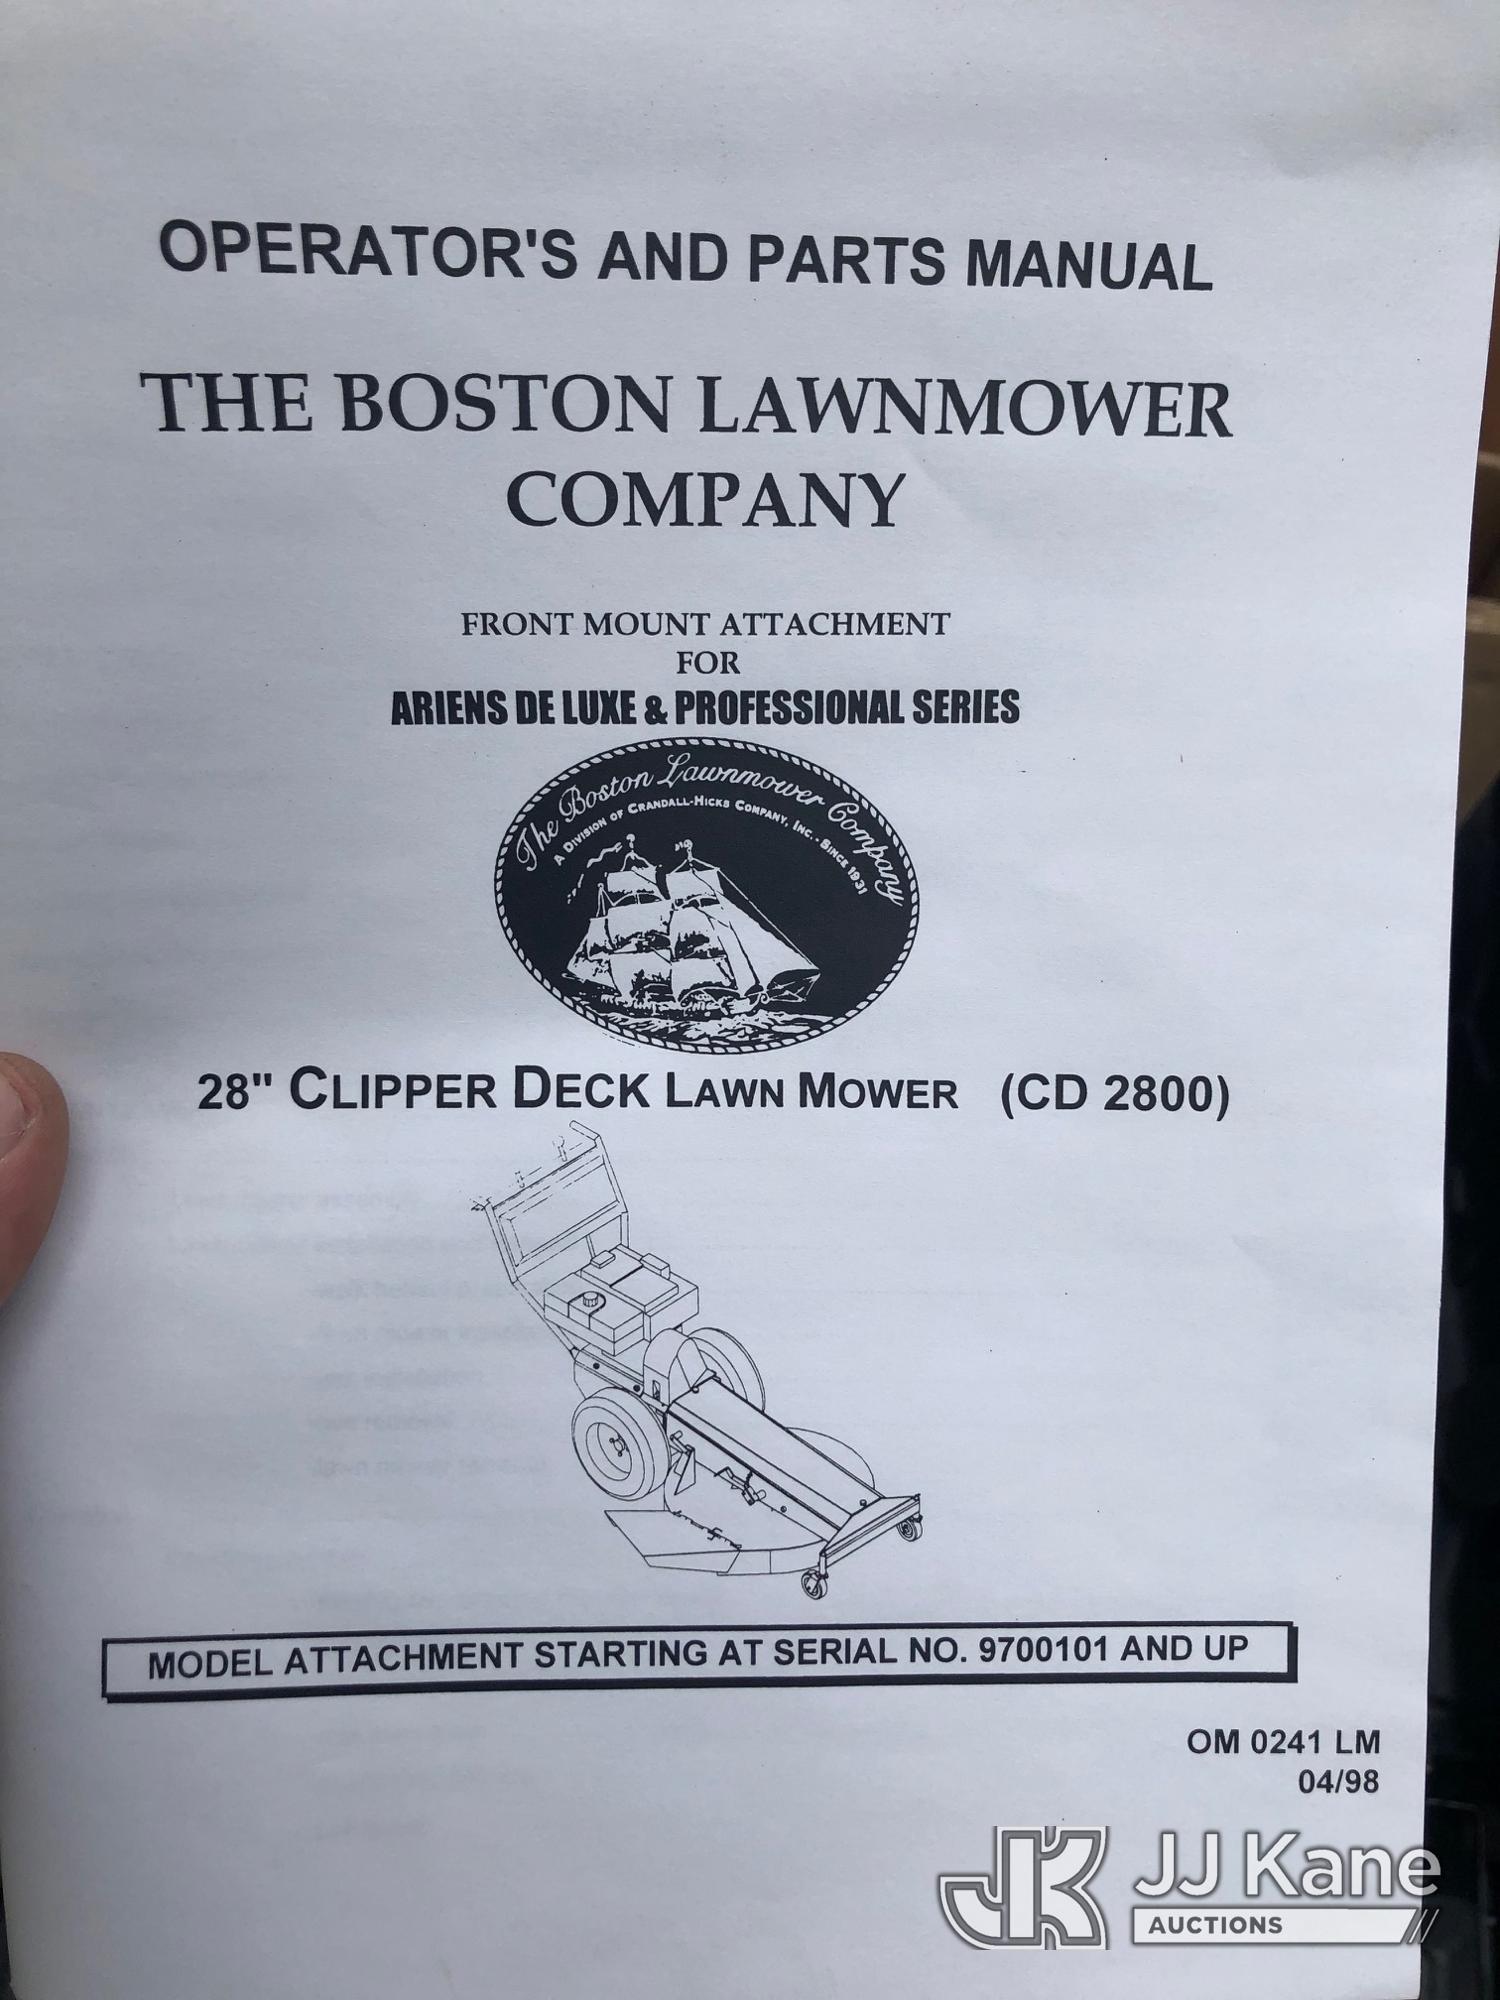 OPERATOR'S AND PARTS MANUAL
THE BOSTON LAWNMOWER
COMPANY
FRONT MOUNT ATTACHMENT
FOR
ARIENS DE LUXE & PROFESSIONAL SERIES
The Boston Lawnmower Company
A DIVISION OF CRANDALL-HICKS COMPANY, INC. - SINCE 1931
28" CLIPPER DECK LAWN MOWER (CD 2800)
MODEL ATTACHMENT STARTING AT SERIAL NO. 9700101 AND UP
OM 0241 LM
04/98
JK JJ Kane
AUCTIONS